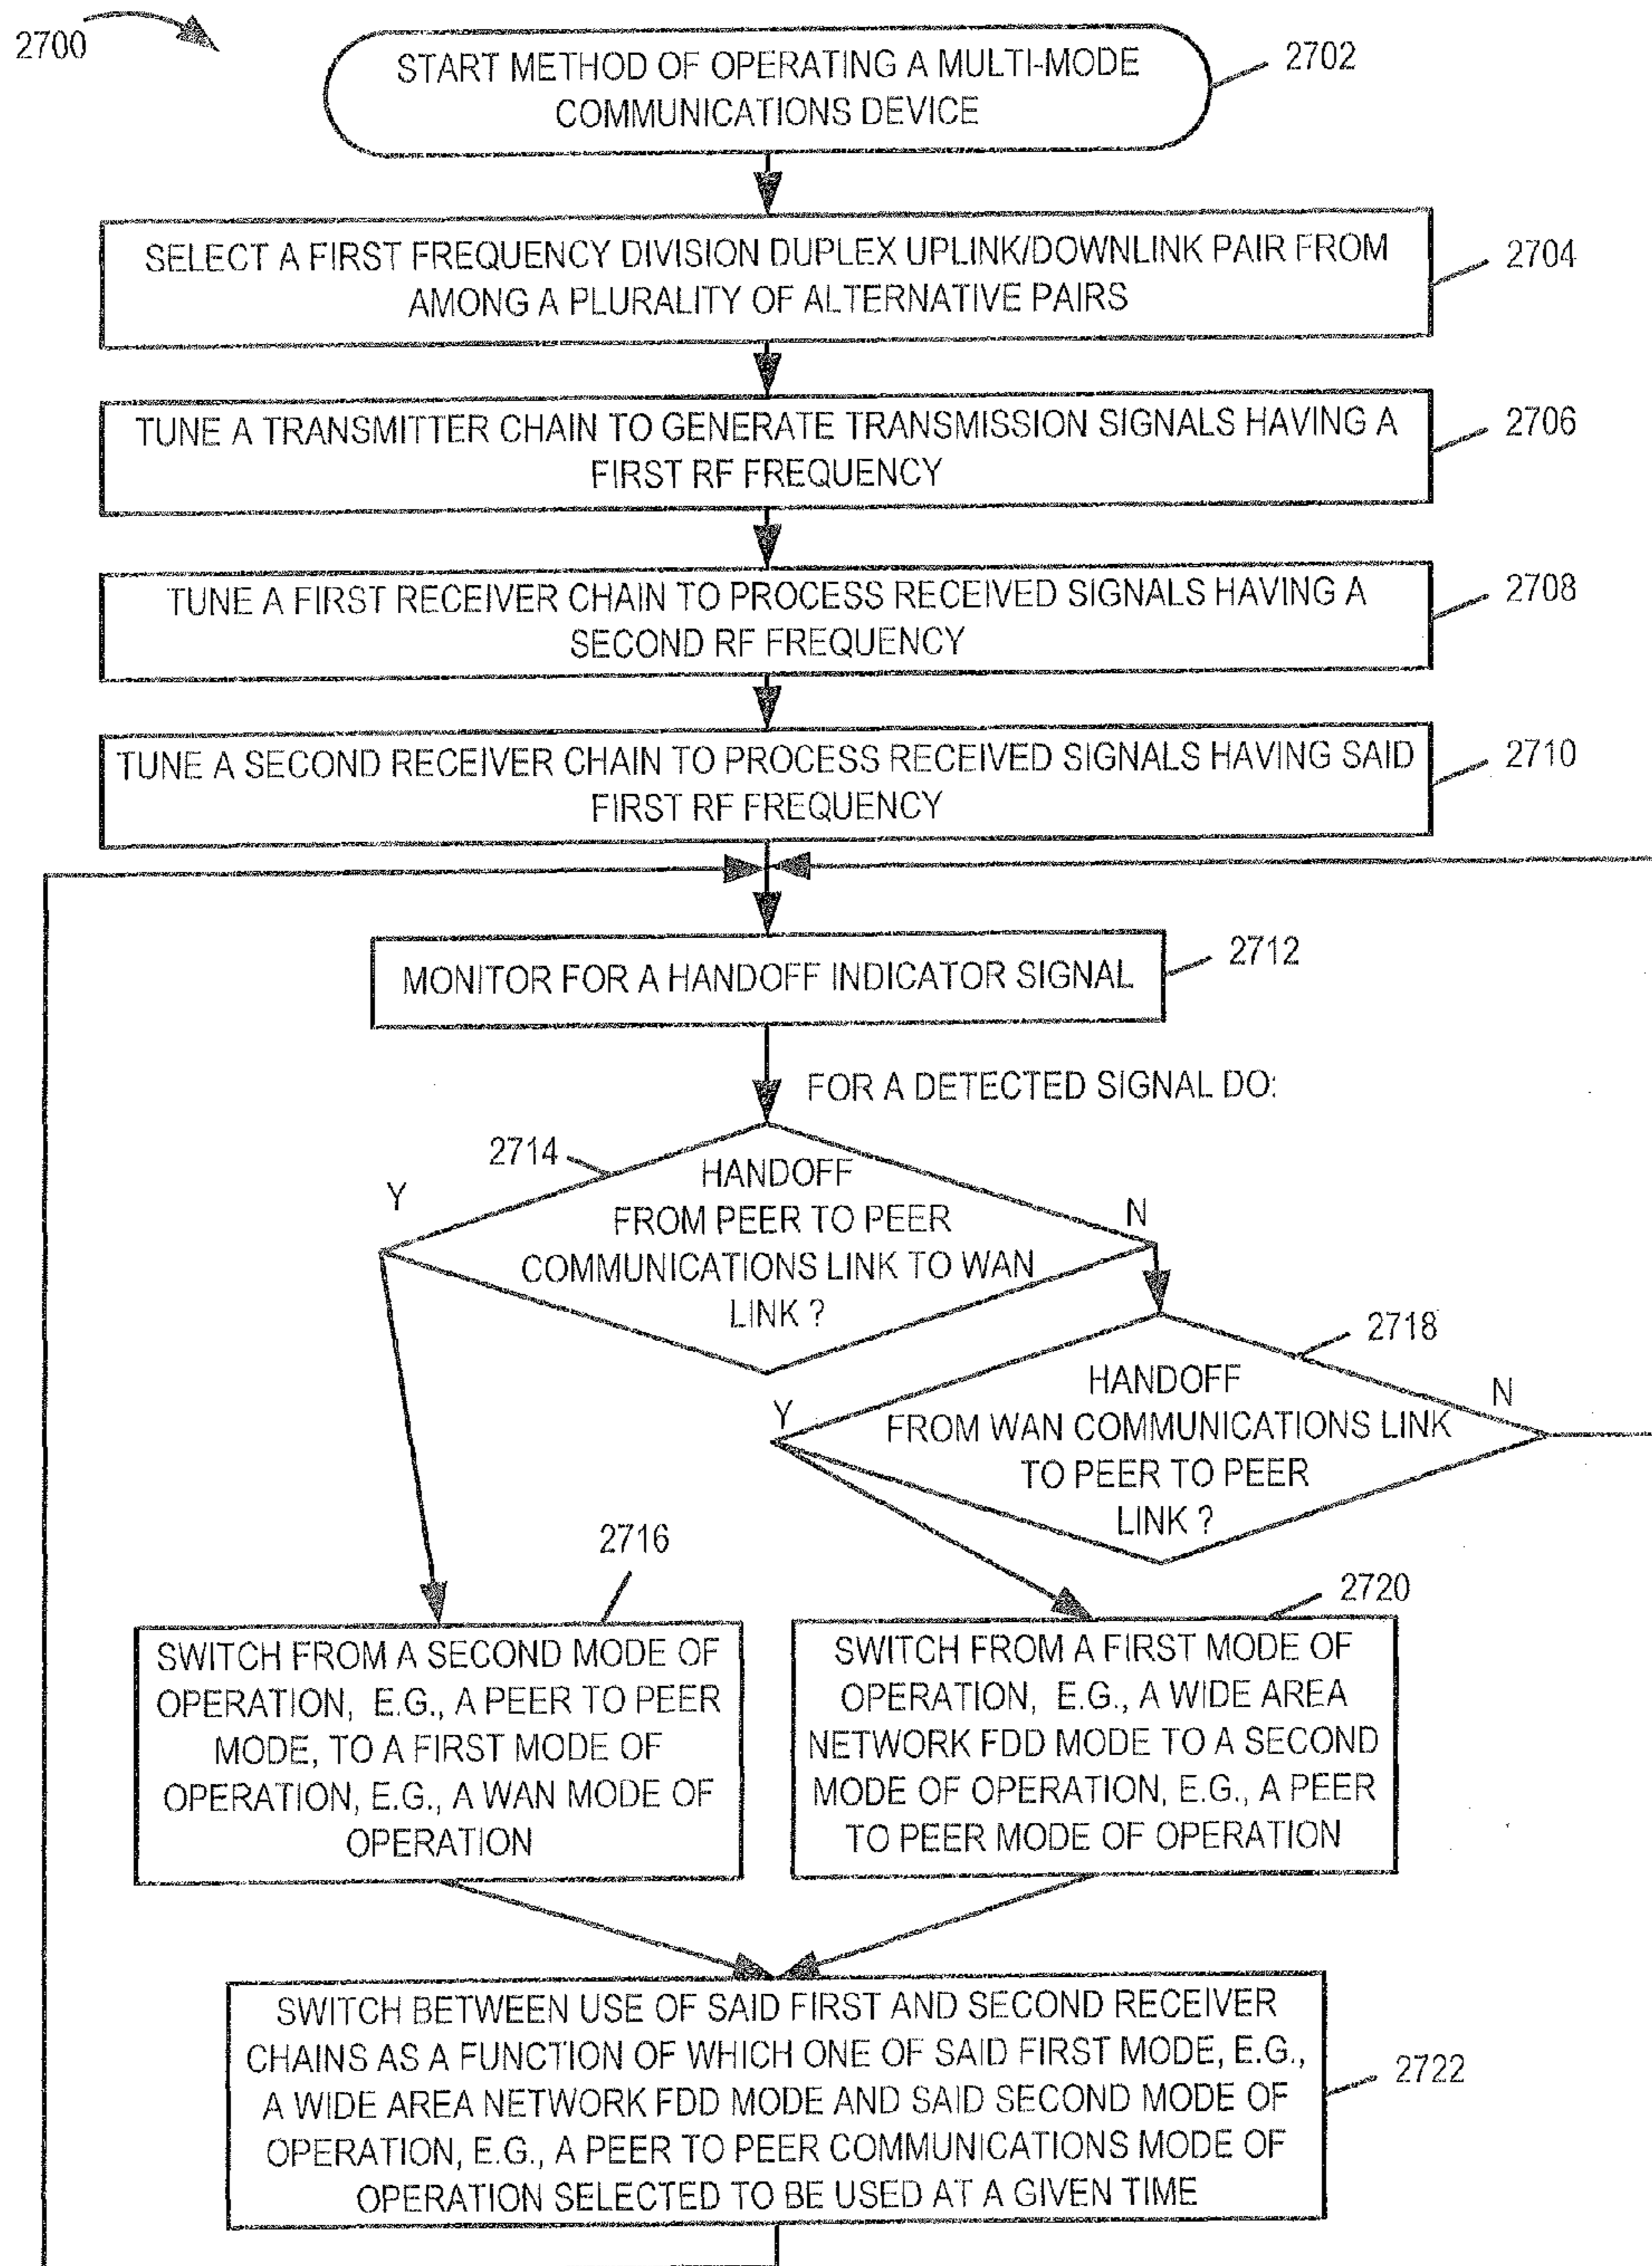 2700
START METHOD OF OPERATING A MULTI-MODE
COMMUNICATIONS DEVICE
2702
SELECT A FIRST FREQUENCY DIVISION DUPLEX UPLINK/DOWNLINK PAIR FROM
AMONG A PLURALITY OF ALTERNATIVE PAIRS
2704
TUNE A TRANSMITTER CHAIN TO GENERATE TRANSMISSION SIGNALS HAVING A
FIRST RF FREQUENCY
2706
TUNE A FIRST RECEIVER CHAIN TO PROCESS RECEIVED SIGNALS HAVING A
SECOND RF FREQUENCY
2708
TUNE A SECOND RECEIVER CHAIN TO PROCESS RECEIVED SIGNALS HAVING SAID
FIRST RF FREQUENCY
2710
MONITOR FOR A HANDOFF INDICATOR SIGNAL
2712
FOR A DETECTED SIGNAL DO:
2714
Y
HANDOFF
FROM PEER TO PEER
COMMUNICATIONS LINK TO WAN
LINK ?
N
2718
Y
HANDOFF
FROM WAN COMMUNICATIONS LINK
TO PEER TO PEER
LINK ?
N
2716
SWITCH FROM A SECOND MODE OF
OPERATION, E.G., A PEER TO PEER
MODE, TO A FIRST MODE OF
OPERATION, E.G., A WAN MODE OF
OPERATION
2720
SWITCH FROM A FIRST MODE OF
OPERATION, E.G., A WIDE AREA
NETWORK FDD MODE TO A SECOND
MODE OF OPERATION, E.G., A PEER
TO PEER MODE OF OPERATION
SWITCH BETWEEN USE OF SAID FIRST AND SECOND RECEIVER
CHAINS AS A FUNCTION OF WHICH ONE OF SAID FIRST MODE, E.G.,
A WIDE AREA NETWORK FDD MODE AND SAID SECOND MODE OF
OPERATION, E.G., A PEER TO PEER COMMUNICATIONS MODE OF
OPERATION SELECTED TO BE USED AT A GIVEN TIME
2722